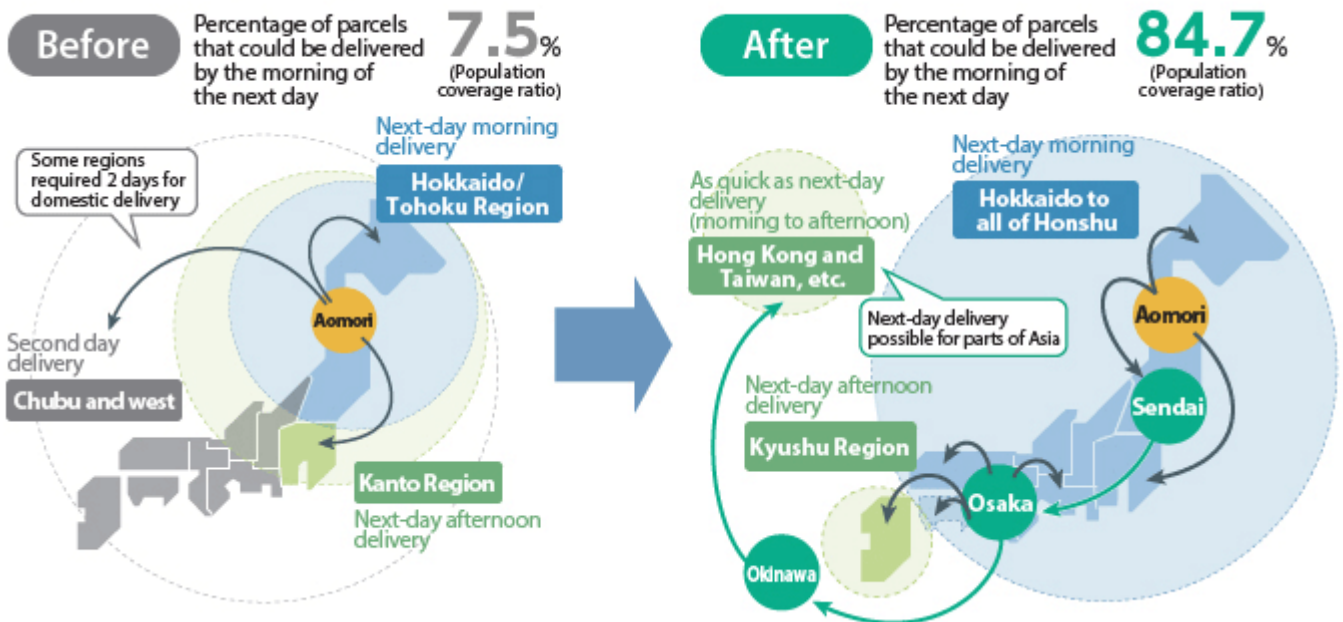 Before
Percentage of parcels
that could be delivered
by the morning of
the next day
7.5%
(Population
coverage ratio)
Next-day morning
delivery
Hokkaido/
Tohoku Region
Some regions
required 2 days for
domestic delivery
Aomori
Second day
delivery
Chubu and west
Kanto Region
Next-day afternoon
delivery
After
Percentage of parcels
that could be delivered
by the morning of
the next day
84.7%
(Population
coverage ratio)
Next-day morning
delivery
Hokkaido to
all of Honshu
As quick as next-day
delivery
(morning to afternoon)
Hong Kong and
Taiwan, etc.
Next-day delivery
possible for parts of Asia
Aomori
Sendai
Next-day afternoon
delivery
Kyushu Region
Osaka
Okinawa